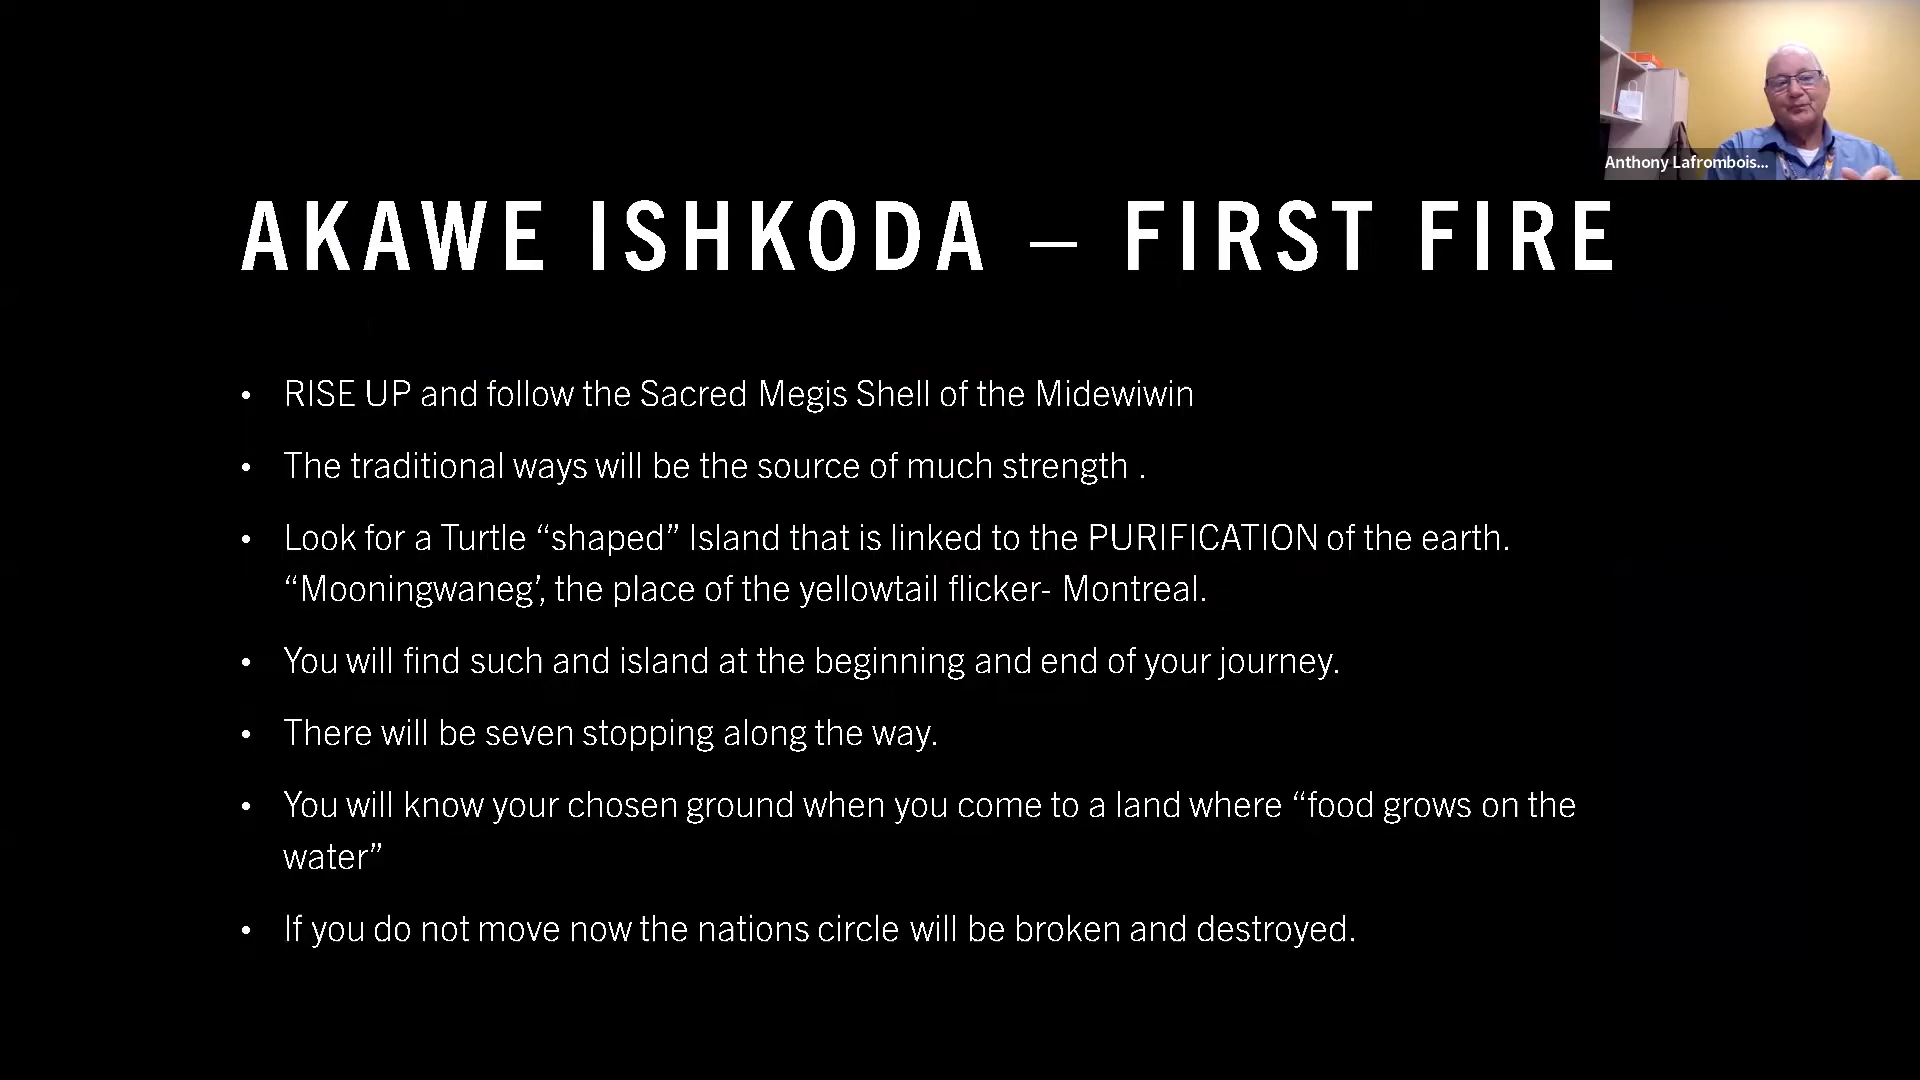 Anthony Lafrombois...
AKAWE ISHKODA – FIRST FIRE
• RISE UP and follow the Sacred Megis Shell of the Midewiwin
• The traditional ways will be the source of much strength .
• Look for a Turtle “shaped” Island that is linked to the PURIFICATION of the earth.
“Mooningwaneg’, the place of the yellowtail flicker- Montreal.
• You will find such and island at the beginning and end of your journey.
• There will be seven stopping along the way.
• You will know your chosen ground when you come to a land where “food grows on the
water”
• If you do not move now the nations circle will be broken and destroyed.